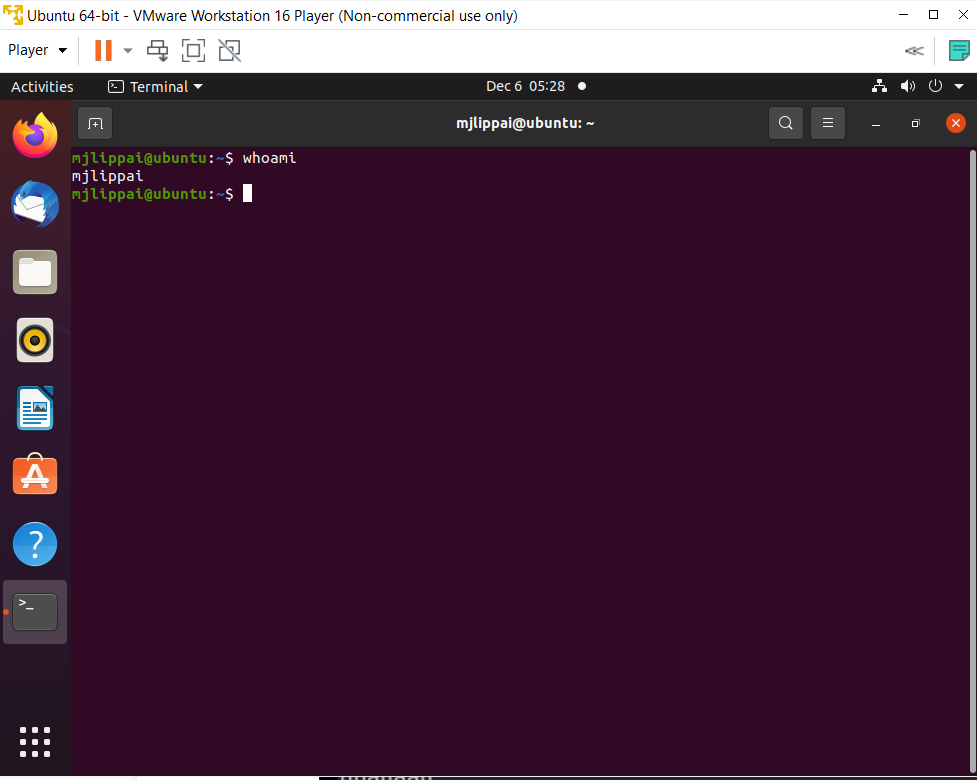 Ubuntu 64-bit - VMware Workstation 16 Player (Non-commercial use only)
Player
Activities
Terminal
Dec 6 05:28
mjlippai@ubuntu: ~
mjlippai@ubuntu:~$ whoami
mjlippai
mjlippai@ubuntu:~$